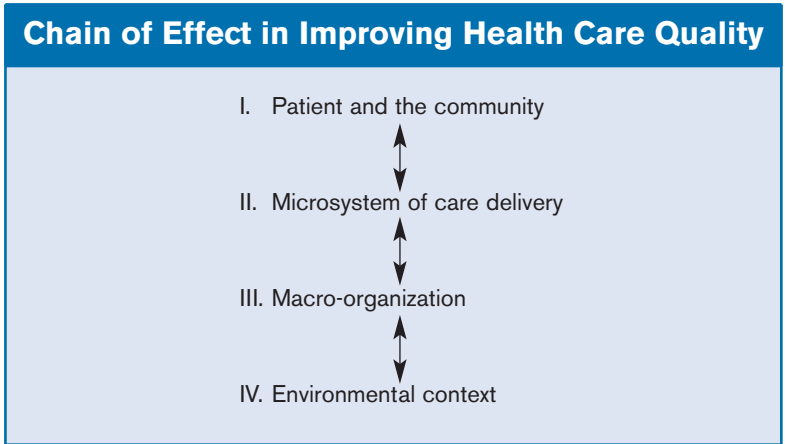 Chain of Effect in Improving Health Care Quality
I. Patient and the community
II. Microsystem of care delivery
III. Macro-organization
IV. Environmental context